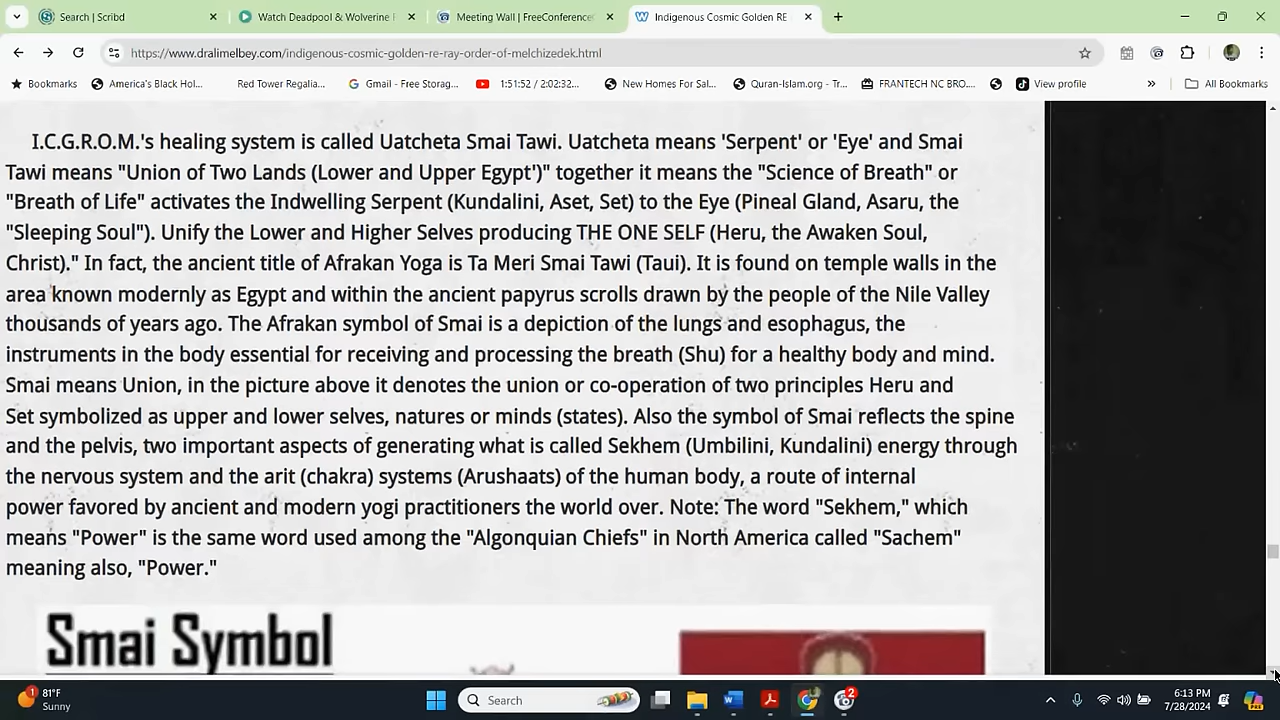 Search | Scribd
Watch Deadpool & Wolverine F
Meeting Wall | FreeConference
Indigenous Cosmic Golden RE
https://www.dralimelbey.com/indigenous-cosmic-golden-re-ray-order-of-melchizedek.html
Bookmarks
America's Black Hol...
Red Tower Regalia...
Gmail - Free Storag...
1:51:52 / 2:02:32...
New Homes For Sal...
Quran-Islam.org - Tr...
FRANTECH NC BRO....
View profile
»
All Bookmarks
I.C.G.R.O.M.'s healing system is called Uatcheta Smai Tawi. Uatcheta means 'Serpent' or 'Eye' and Smai
Tawi means "Union of Two Lands (Lower and Upper Egypt')" together it means the "Science of Breath" or
"Breath of Life" activates the Indwelling Serpent (Kundalini, Aset, Set) to the Eye (Pineal Gland, Asaru, the
"Sleeping Soul"). Unify the Lower and Higher Selves producing THE ONE SELF (Heru, the Awaken Soul,
Christ)." In fact, the ancient title of Afrakan Yoga is Ta Meri Smai Tawi (Taui). It is found on temple walls in the
area known modernly as Egypt and within the ancient papyrus scrolls drawn by the people of the Nile Valley
thousands of years ago. The Afrakan symbol of Smai is a depiction of the lungs and esophagus, the
instruments in the body essential for receiving and processing the breath (Shu) for a healthy body and mind.
Smai means Union, in the picture above it denotes the union or co-operation of two principles Heru and
Set symbolized as upper and lower selves, natures or minds (states). Also the symbol of Smai reflects the spine
and the pelvis, two important aspects of generating what is called Sekhem (Umbilini, Kundalini) energy through
the nervous system and the arit (chakra) systems (Arushaats) of the human body, a route of internal
power favored by ancient and modern yogi practitioners the world over. Note: The word "Sekhem," which
means "Power" is the same word used among the "Algonquian Chiefs" in North America called "Sachem"
meaning also, "Power."
Smai Symbol
1
81°F
Sunny
Search
2
6:13 PM
7/28/2024